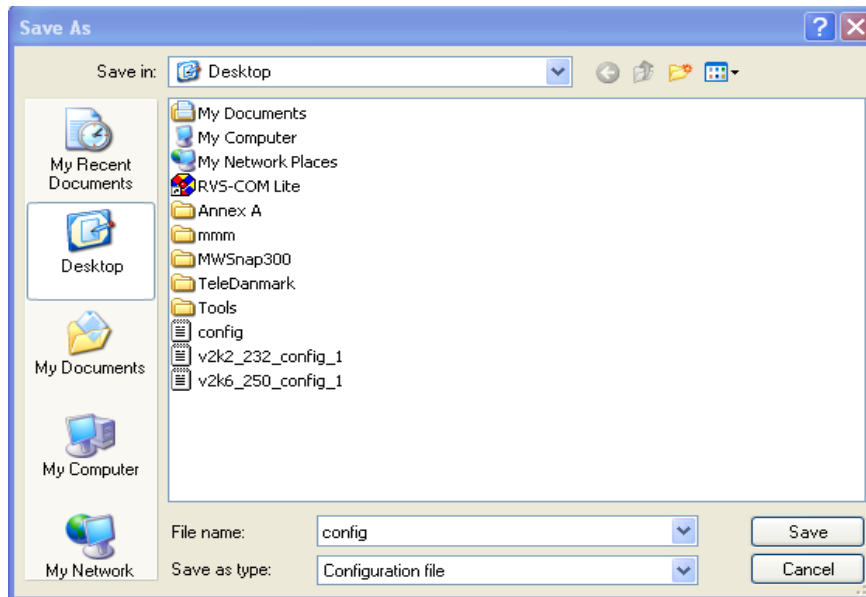 Save As
Save in:
Desktop
My Recent
Documents
Desktop
My Documents
My Computer
My Network
My Documents
My Computer
My Network Places
RVS-COM Lite
Annex A
mmm
MWSnap300
TeleDanmark
Tools
config
v2k2_232_config_1
v2k6_250_config_1
File name:
config
Save
Save as type:
Configuration file
Cancel